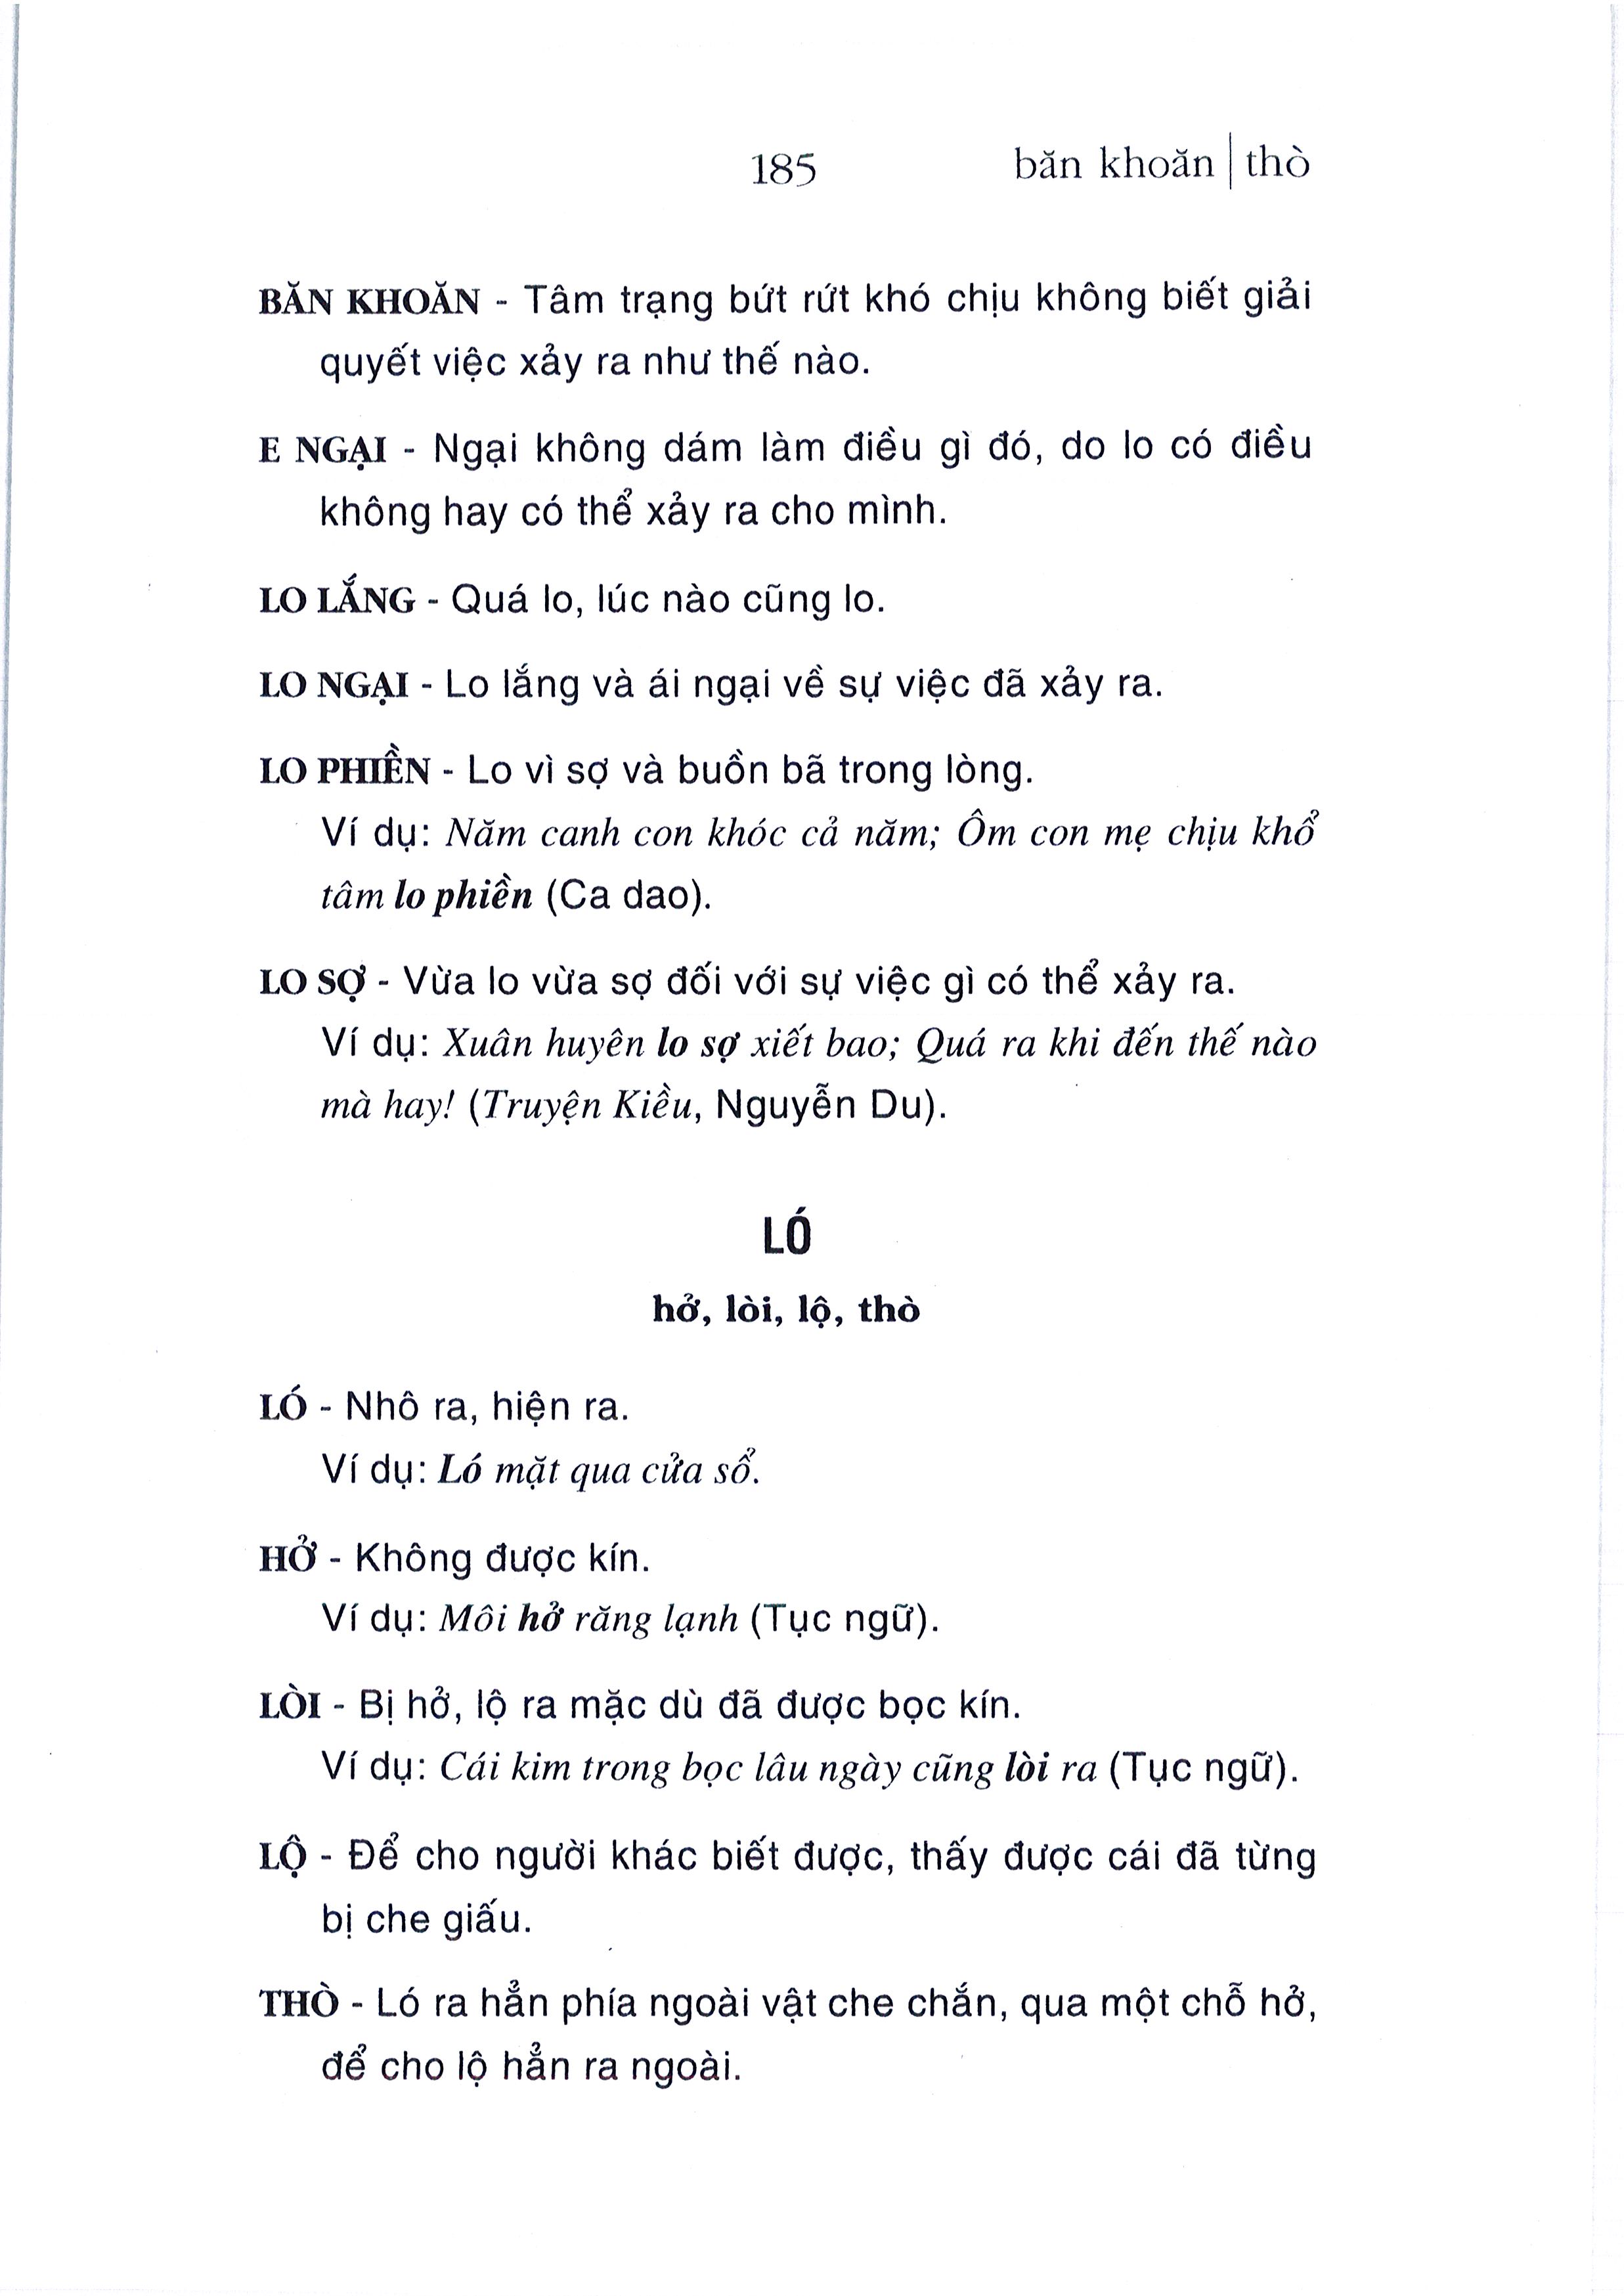 185 băn khoăn | thò
BĂN KHOĂN - Tâm trạng bứt rứt khó chịu không biết giải
quyết việc xảy ra như thế nào.
E NGẠI - Ngại không dám làm điều gì đó, do lo có điều
không hay có thể xảy ra cho mình.
LO LẮNG - Quá lo, lúc nào cũng lo.
LO NGẠI - Lo lắng và ái ngại về sự việc đã xảy ra.
LO PHIỀN - Lo vì sợ và buồn bã trong lòng.
Ví dụ: Năm canh con khóc cả năm; Ôm con mẹ chịu khổ
tâm lo phiền (Ca dao).
LO SỢ - Vừa lo vừa sợ đối với sự việc gì có thể xảy ra.
Ví dụ: Xuân huyên lo sợ xiết bao; Quá ra khi đến thế nào
mà hay! (Truyện Kiều, Nguyễn Du).
LÓ
hở, lòi, lộ, thò
LÓ - Nhô ra, hiện ra.
Ví dụ: Ló mặt qua cửa sổ.
HỞ - Không được kín.
Ví dụ: Môi hở răng lạnh (Tục ngữ).
LÒI - Bị hở, lộ ra mặc dù đã được bọc kín.
Ví dụ: Cái kim trong bọc lâu ngày cũng lòi ra (Tục ngữ).
LỘ - Để cho người khác biết được, thấy được cái đã từng
bị che giấu.
THÒ - Ló ra hẳn phía ngoài vật che chắn, qua một chỗ hở,
để cho lộ hẳn ra ngoài.